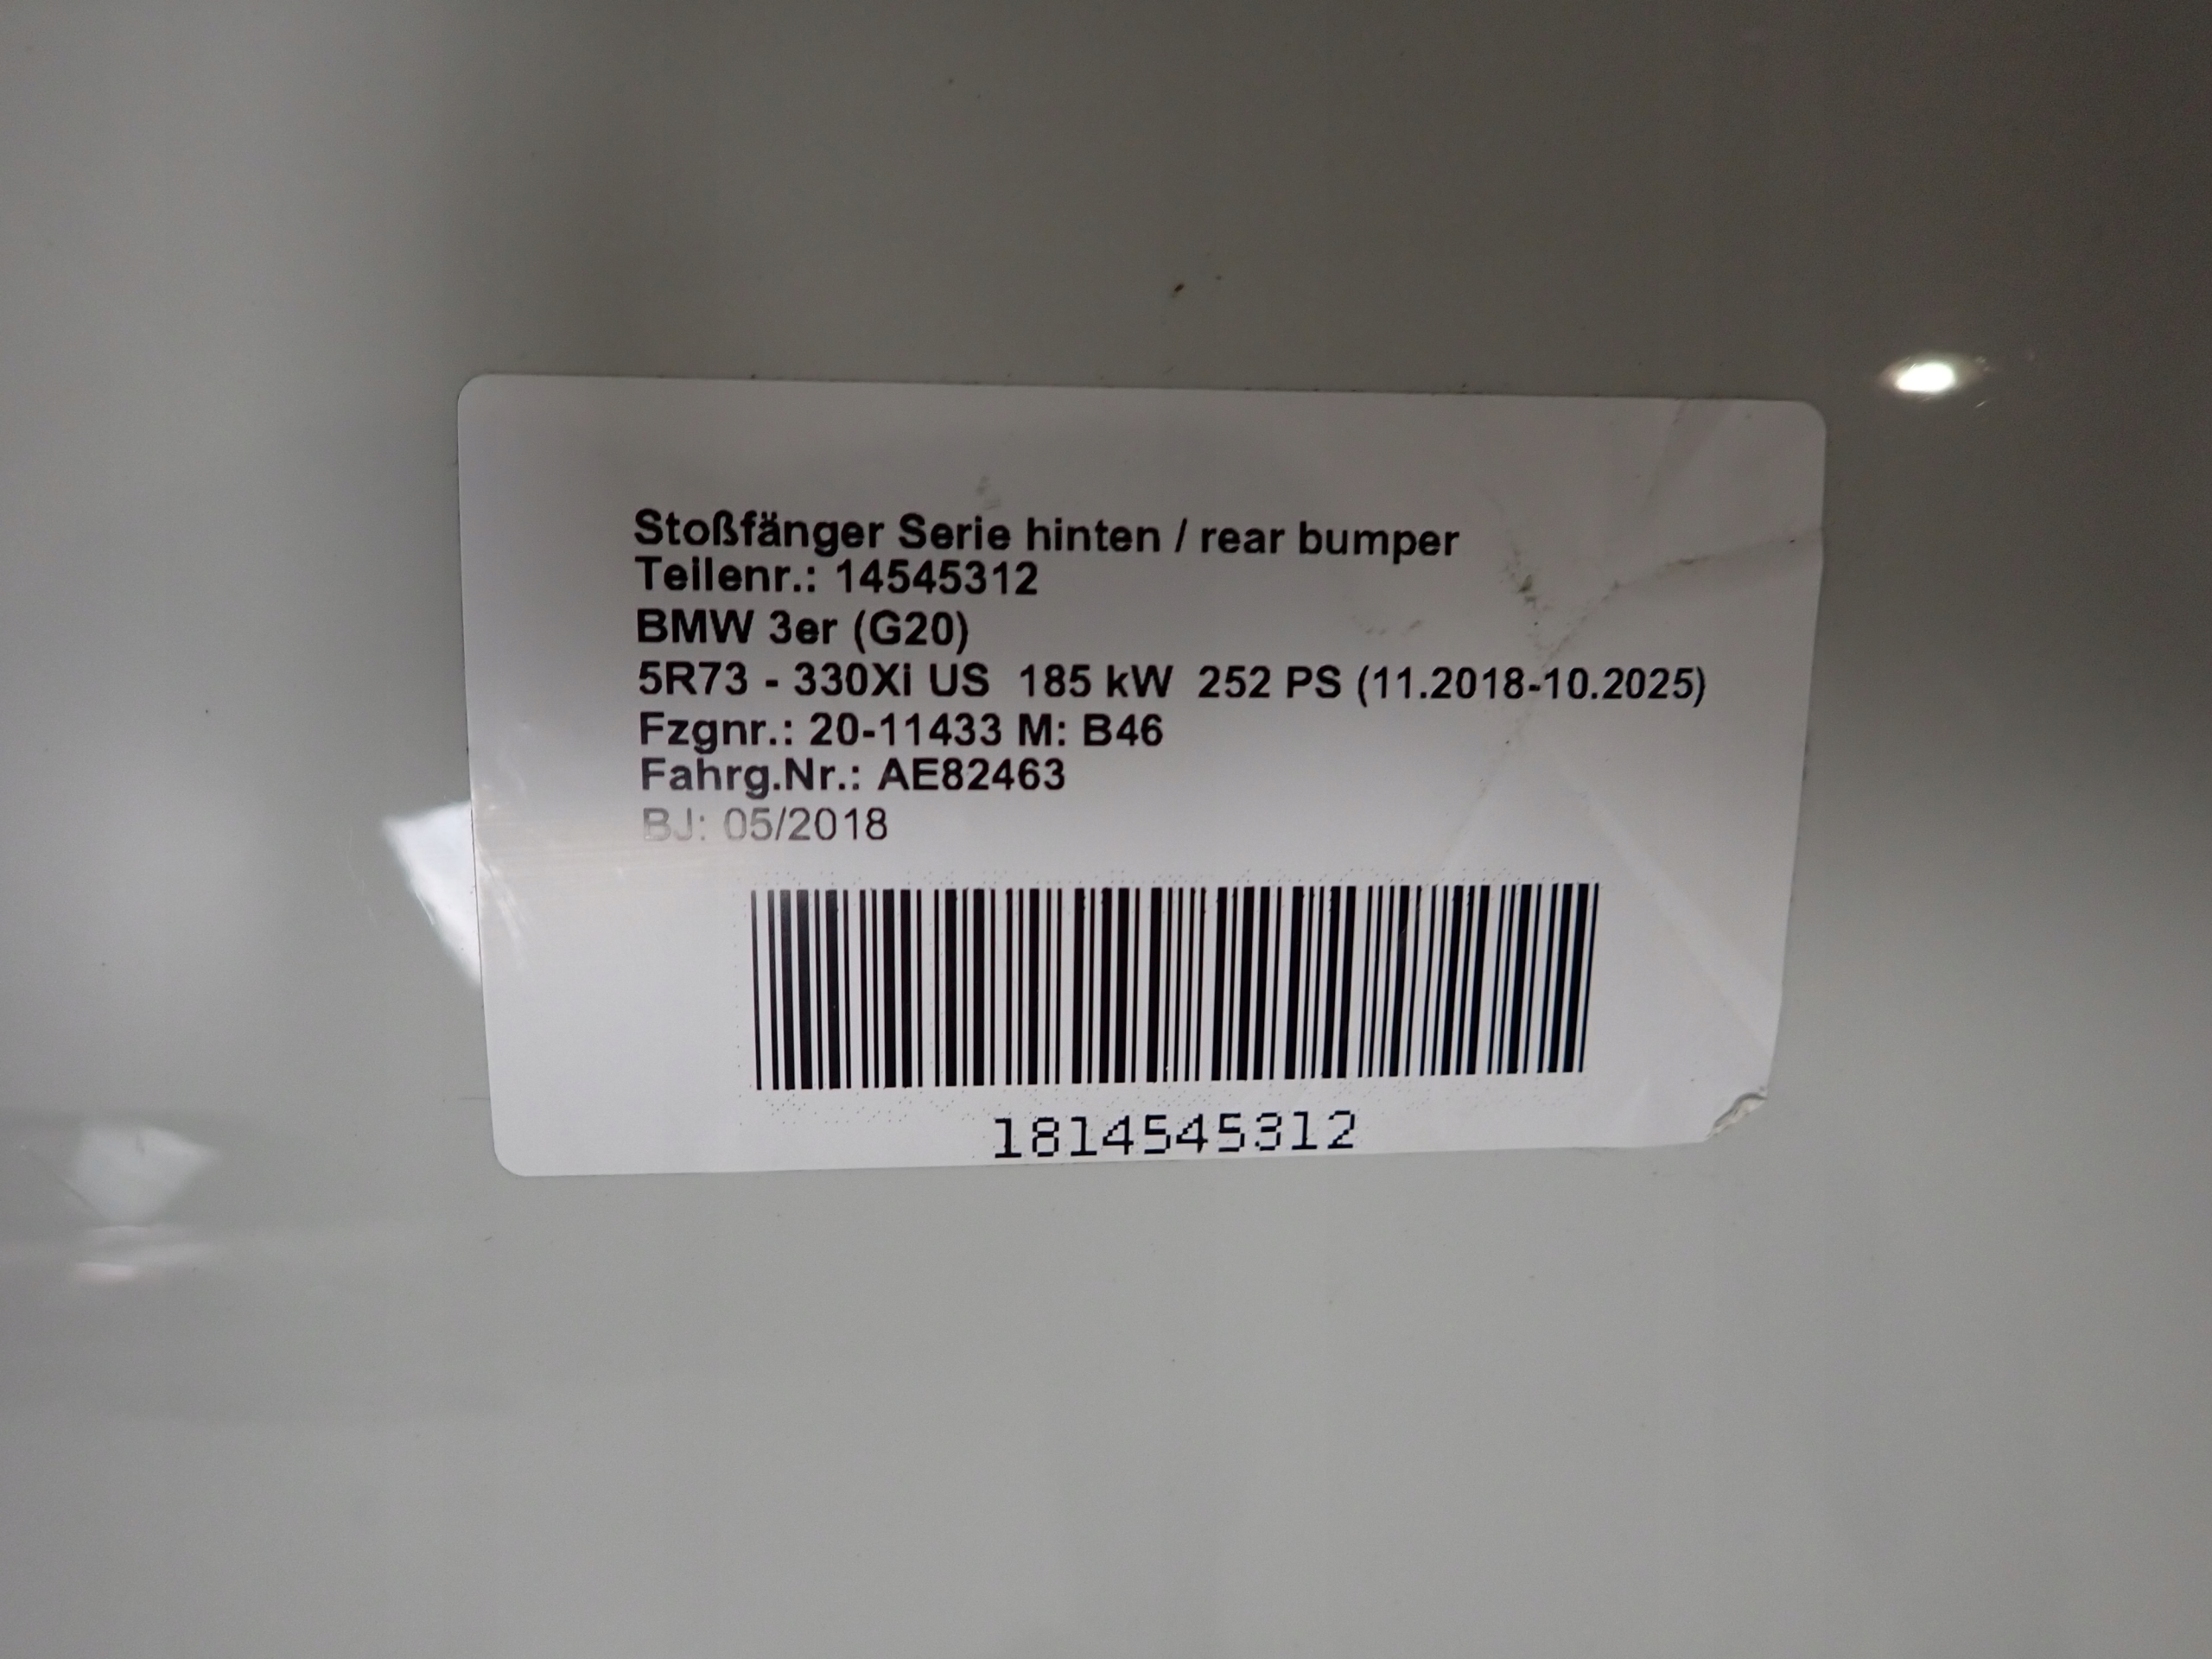 Stoßfänger Serie hinten / rear bumper
Teilenr.: 14545312
BMW 3er (G20)
5R73 - 330Xi US 185 kW 252 PS (11.2018-10.2025)
Fzgnr.: 20-11433 M: B46
Fahrg.Nr.: AE82463
BJ: 05/2018
1814545312